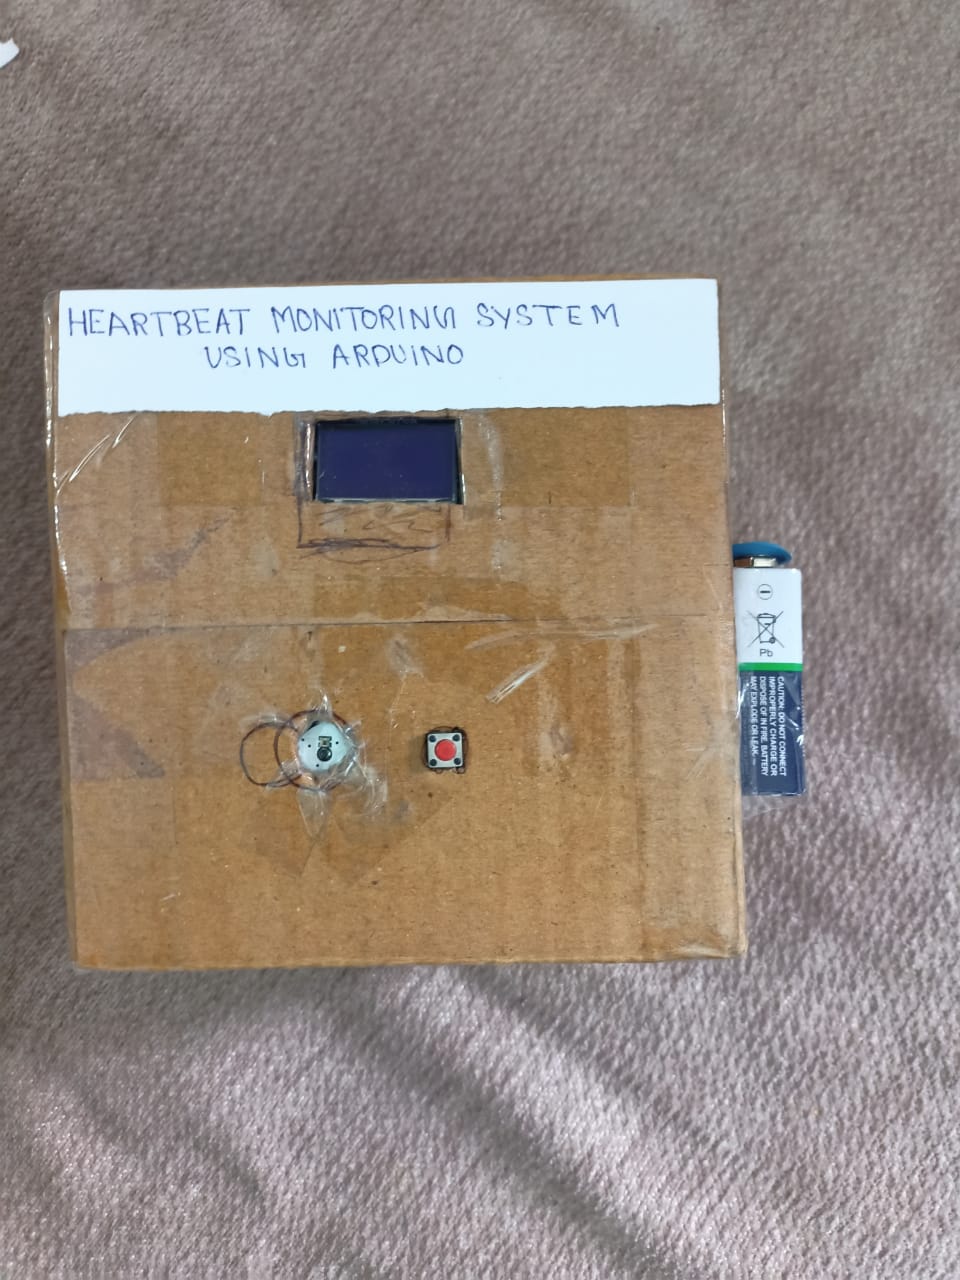 HEARTBEAT MONITORING SYSTEM
USING ARDUINO
Pb
CAUTION: DO NOT CONNECT
IMPROPERLY CHARGE OR
DISPOSE OF IN FIRE. BATTERY
MAY EXPLODE OR LEAK.